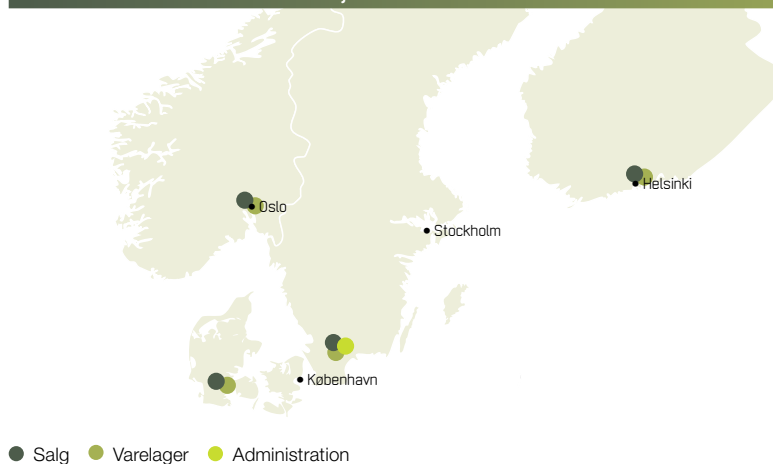 Oslo
Helsinki
Stockholm
København
Salg Varelager Administration